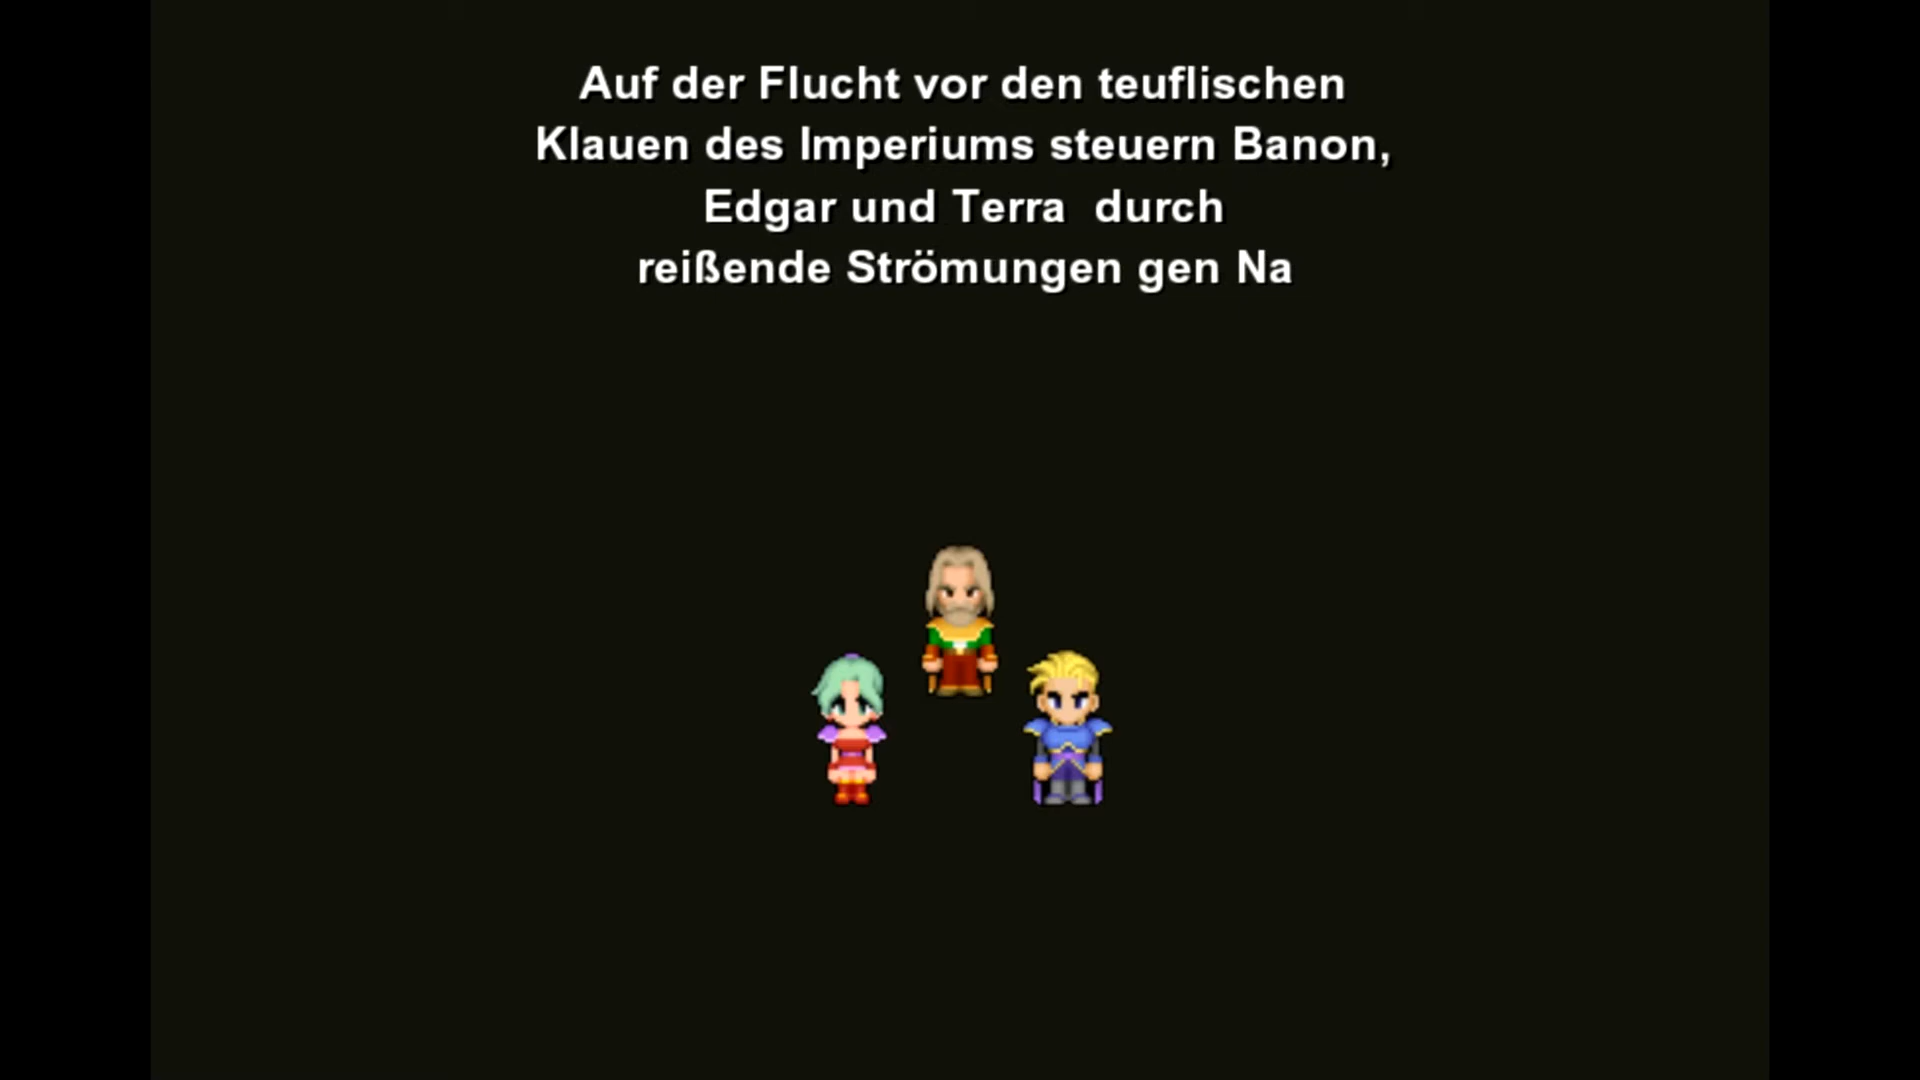 Auf der Flucht vor den teuflischen
Klauen des Imperiums steuern Banon,
Edgar und Terra  durch
reißende Strömungen gen Na